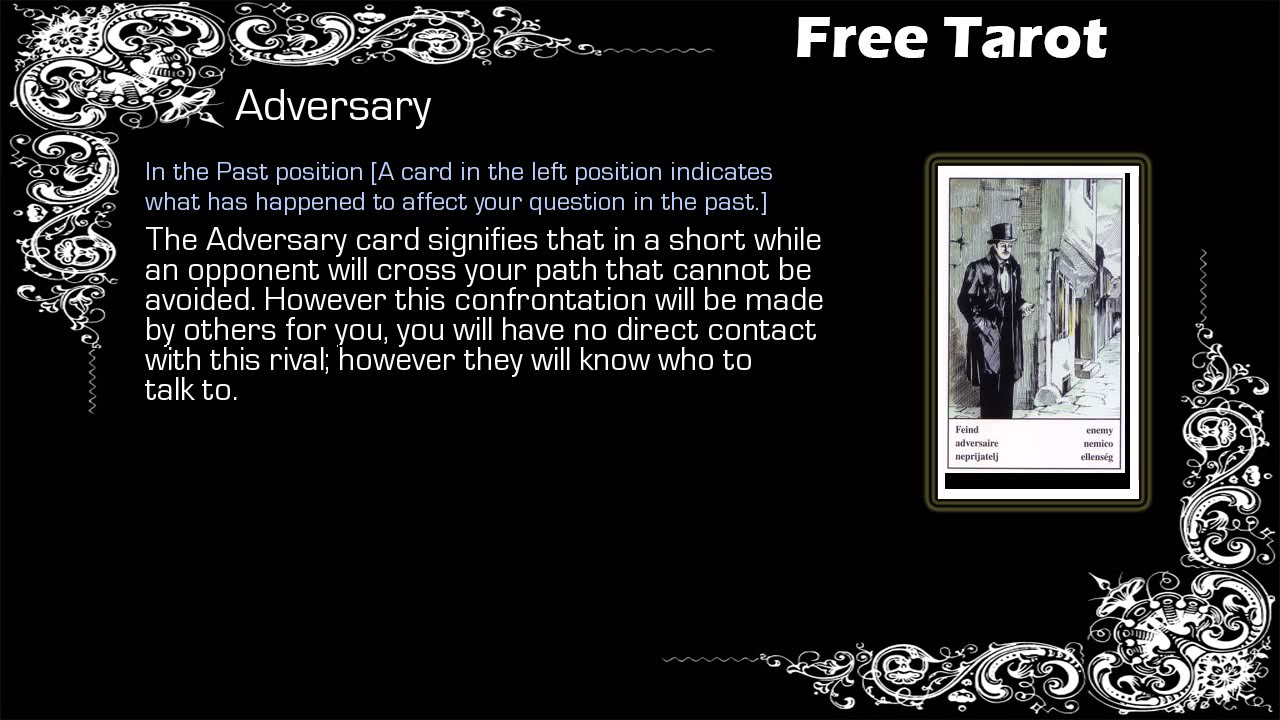 Free Tarot
Adversary
In the Past position [A card in the left position indicates
what has happened to affect your question in the past.]
The Adversary card signifies that in a short while
an opponent will cross your path that cannot be
avoided. However this confrontation will be made
by others for you, you will have no direct contact
with this rival; however they will know who to
talk to.
Feind enemy
adversaire nemico
neprijatelj ellenség